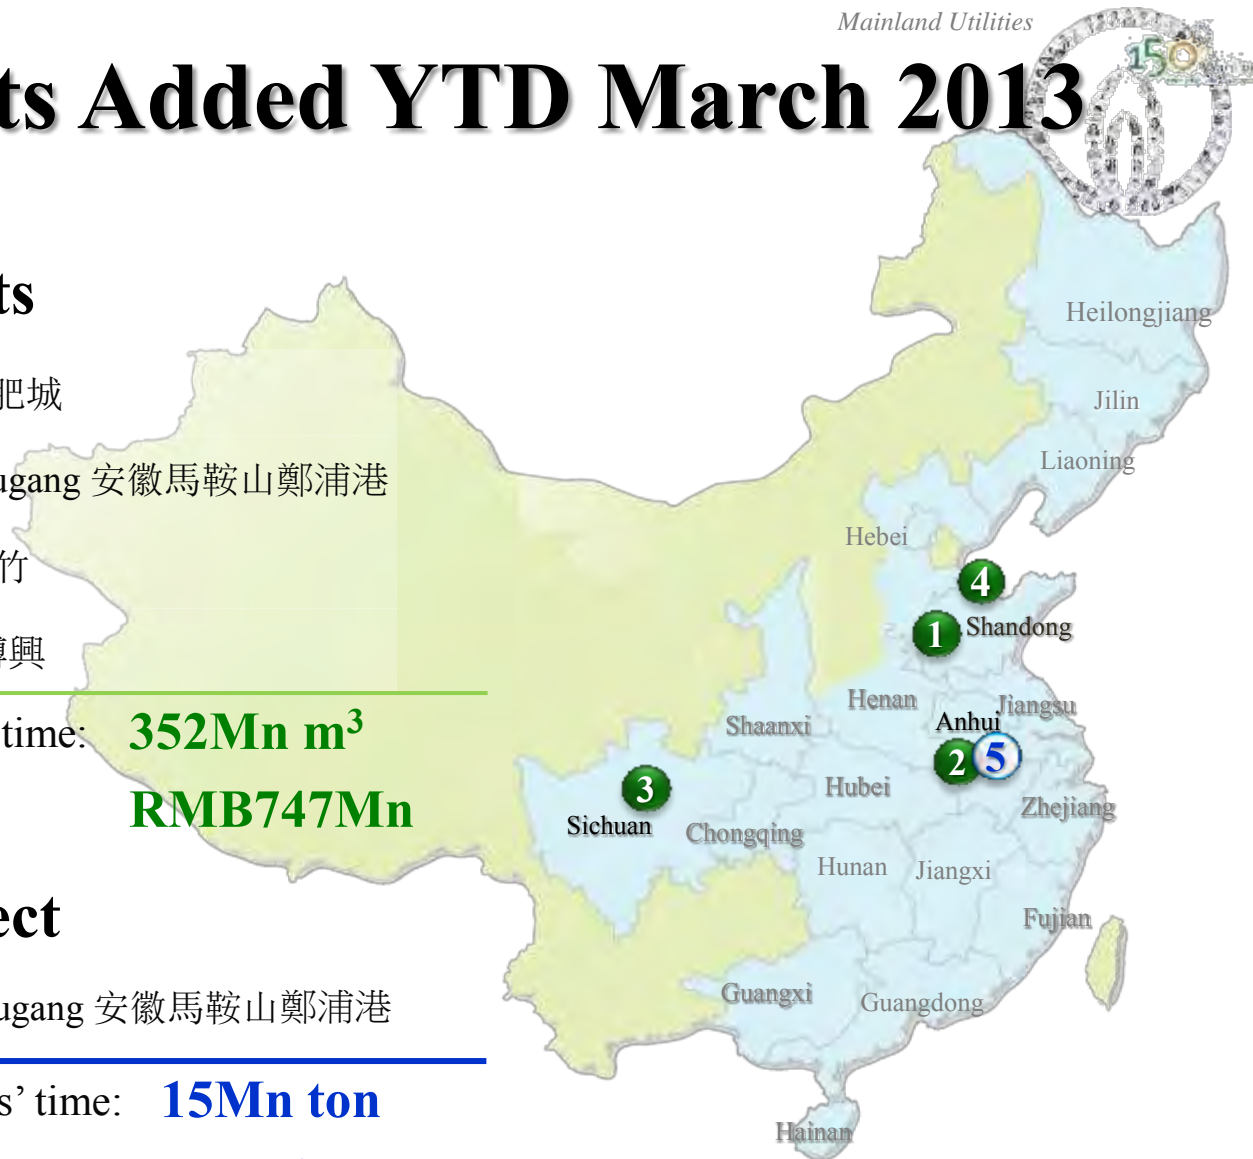 Mainland Utilities
150
ts Added YTD March 2013
ts
肥城
ugang 安徽馬鞍山鄭浦港
竹
博興
time: 352Mn m³
RMB747Mn
ect
ugang 安徽馬鞍山鄭浦港
s’ time: 15Mn ton
Heilongjiang
Jilin
Liaoning
Hebei
4
1
Shandong
Henan
Jiangsu
Shaanxi
Anhui
2
5
3
Hubei
Sichuan
Chongqing
Zhejiang
Hunan
Jiangxi
Fujian
Guangxi
Guangdong
Hainan